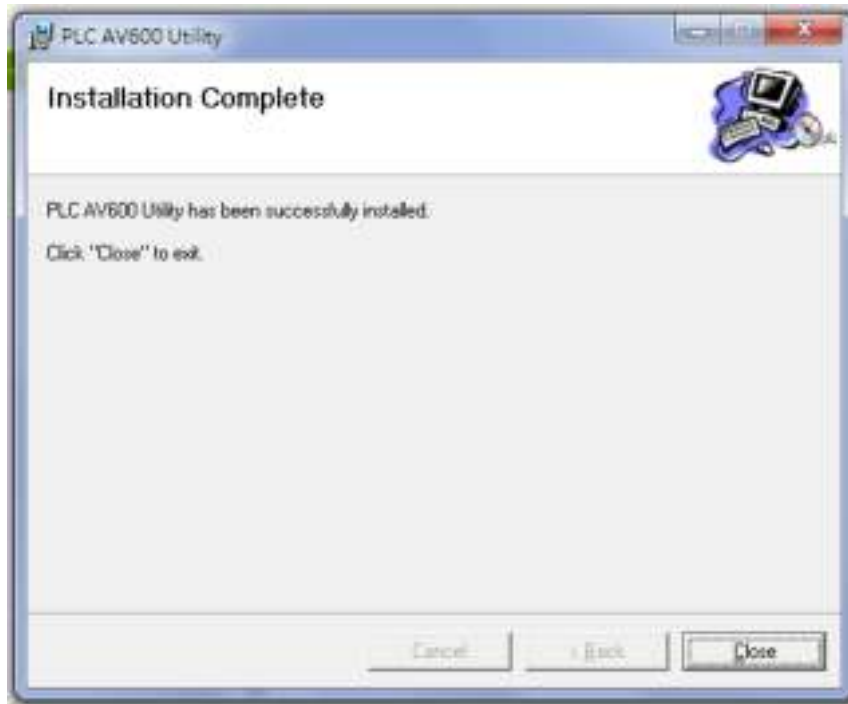 PLC AV600 Utility
Installation Complete
PLC AV600 Utility has been successfully installed.
Click "Close" to exit.
Cancel
< Back
Close